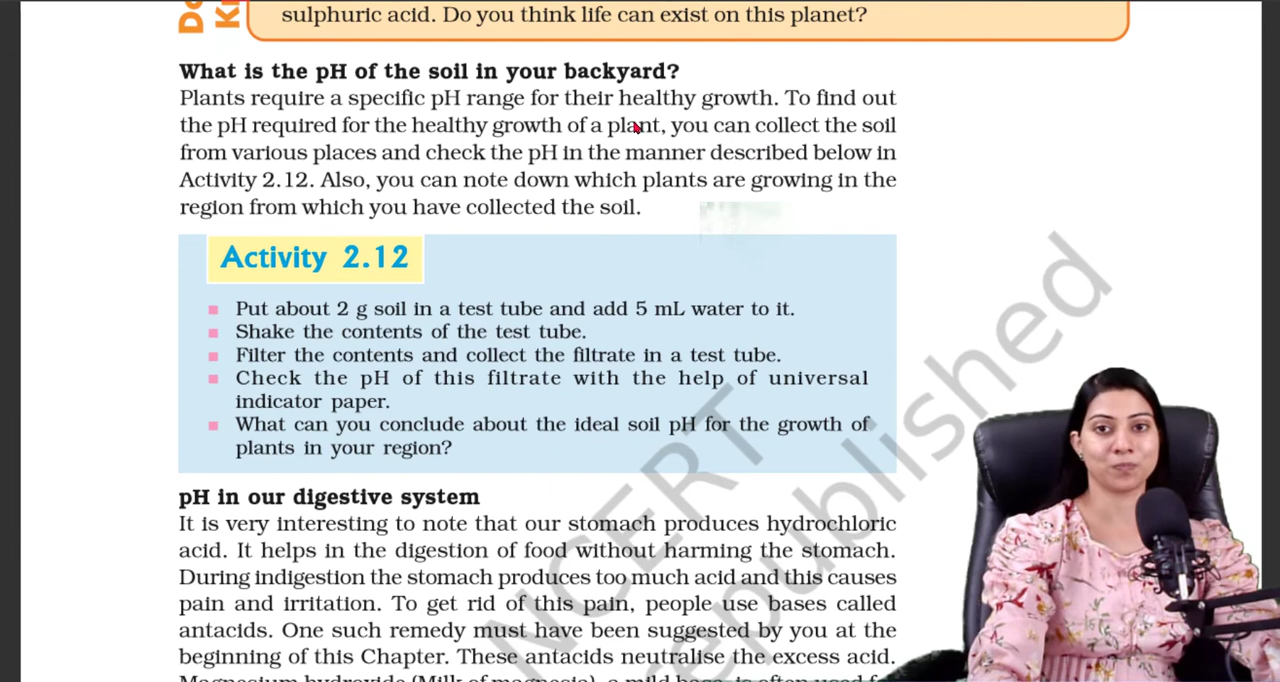 sulphuric acid. Do you think life can exist on this planet?
What is the pH of the soil in your backyard?
Plants require a specific pH range for their healthy growth. To find out
the pH required for the healthy growth of a plant, you can collect the soil
from various places and check the pH in the manner described below in
Activity 2.12. Also, you can note down which plants are growing in the
region from which you have collected the soil.
Activity 2.12
Put about 2 g soil in a test tube and add 5 mL water to it.
Shake the contents of the test tube.
Filter the contents and collect the filtrate in a test tube.
Check the pH of this filtrate with the help of universal
indicator paper.
What can you conclude about the ideal soil pH for the growth of
plants in your region?
pH in our digestive system
It is very interesting to note that our stomach produces hydrochloric
acid. It helps in the digestion of food without harming the stomach.
During indigestion the stomach produces too much acid and this causes
pain and irritation. To get rid of this pain, people use bases called
antacids. One such remedy must have been suggested by you at the
beginning of this Chapter. These antacids neutralise the excess acid.
Magnesium hydroxide (Milk of magnesia), a mild base, is often used f
NCERT
republished